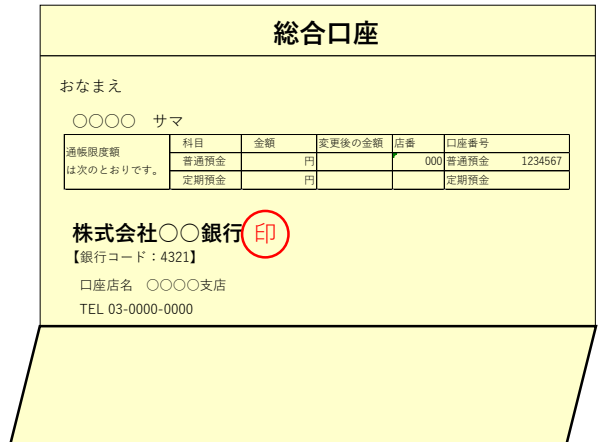 総合口座
おなまえ
○○○○　サマ
通帳限度額
は次のとおりです。
科目 金額 変更後の金額 店番 口座番号
普通預金 円 000 普通預金 1234567
定期預金 円 定期預金
株式会社○○銀行 印
【銀行コード：4321】
口座店名　○○○○支店
TEL 03-0000-0000